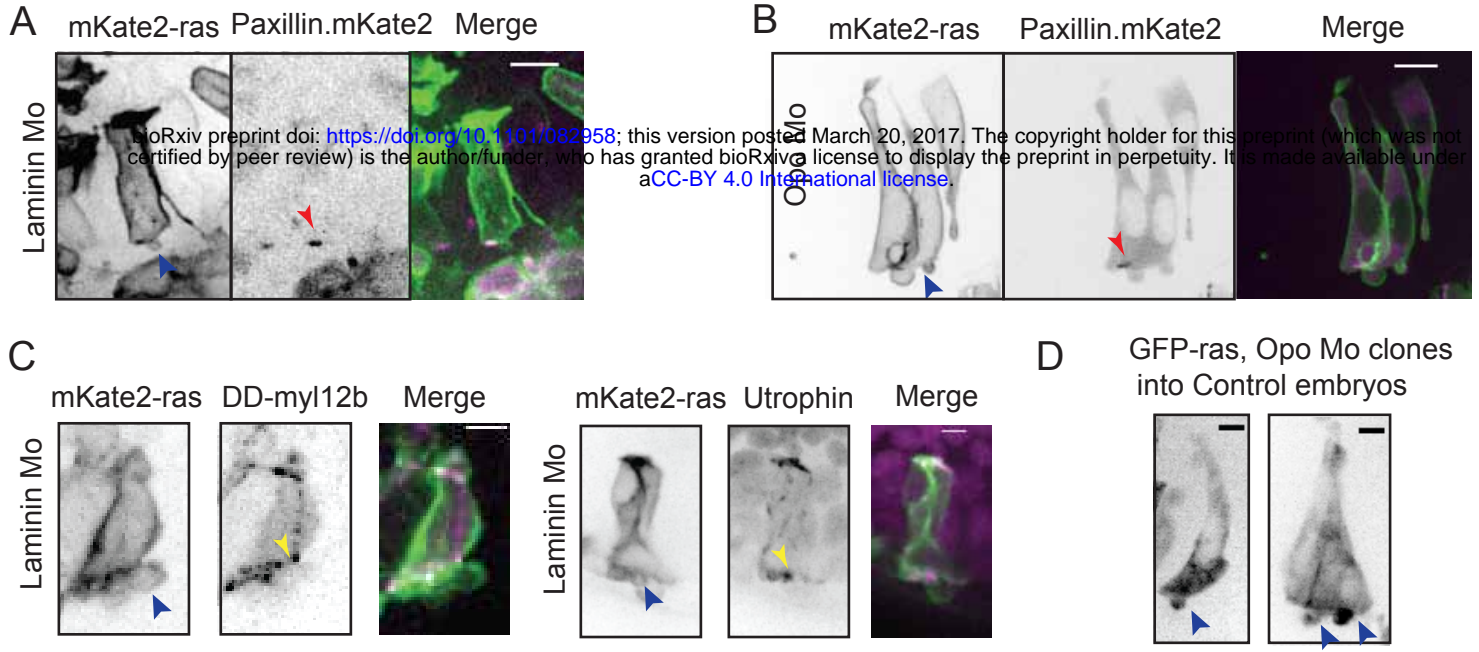 A
mKate2-ras Paxillin.mKate2 Merge
Laminin Mo
B
mKate2-ras Paxillin.mKate2 Merge
Opo Mo
bioRxiv preprint doi: https://doi.org/10.1101/082958; this version posted March 20, 2017. The copyright holder for this preprint (which was not
certified by peer review) is the author/funder, who has granted bioRxiv a license to display the preprint in perpetuity. It is made available under
aCC-BY 4.0 International license.
C
mKate2-ras DD-myl12b Merge
Laminin Mo
mKate2-ras Utrophin Merge
Laminin Mo
D
GFP-ras, Opo Mo clones
into Control embryos